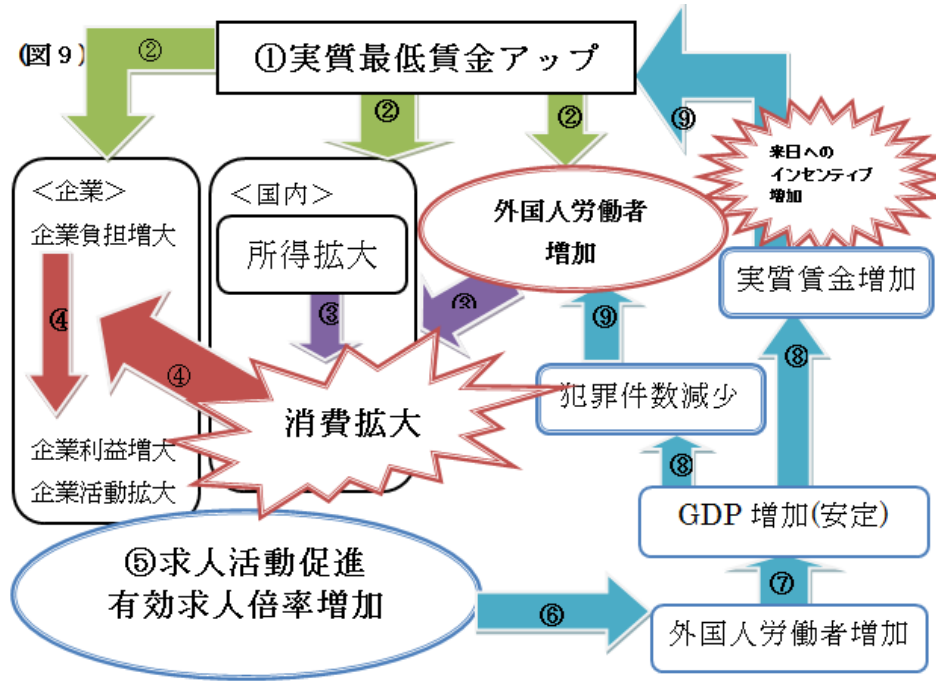 (図9)
②
①実質最低賃金アップ
②
②
⑨
来日への
インセンティブ
増加
<企業>
企業負担増大
<国内>
所得拡大
外国人労働者
増加
実質賃金増加
③
③
④
④
⑨
⑧
消費拡大
犯罪件数減少
企業利益増大
企業活動拡大
⑧
GDP 増加(安定)
⑤求人活動促進
有効求人倍率増加
⑥
⑦
外国人労働者増加